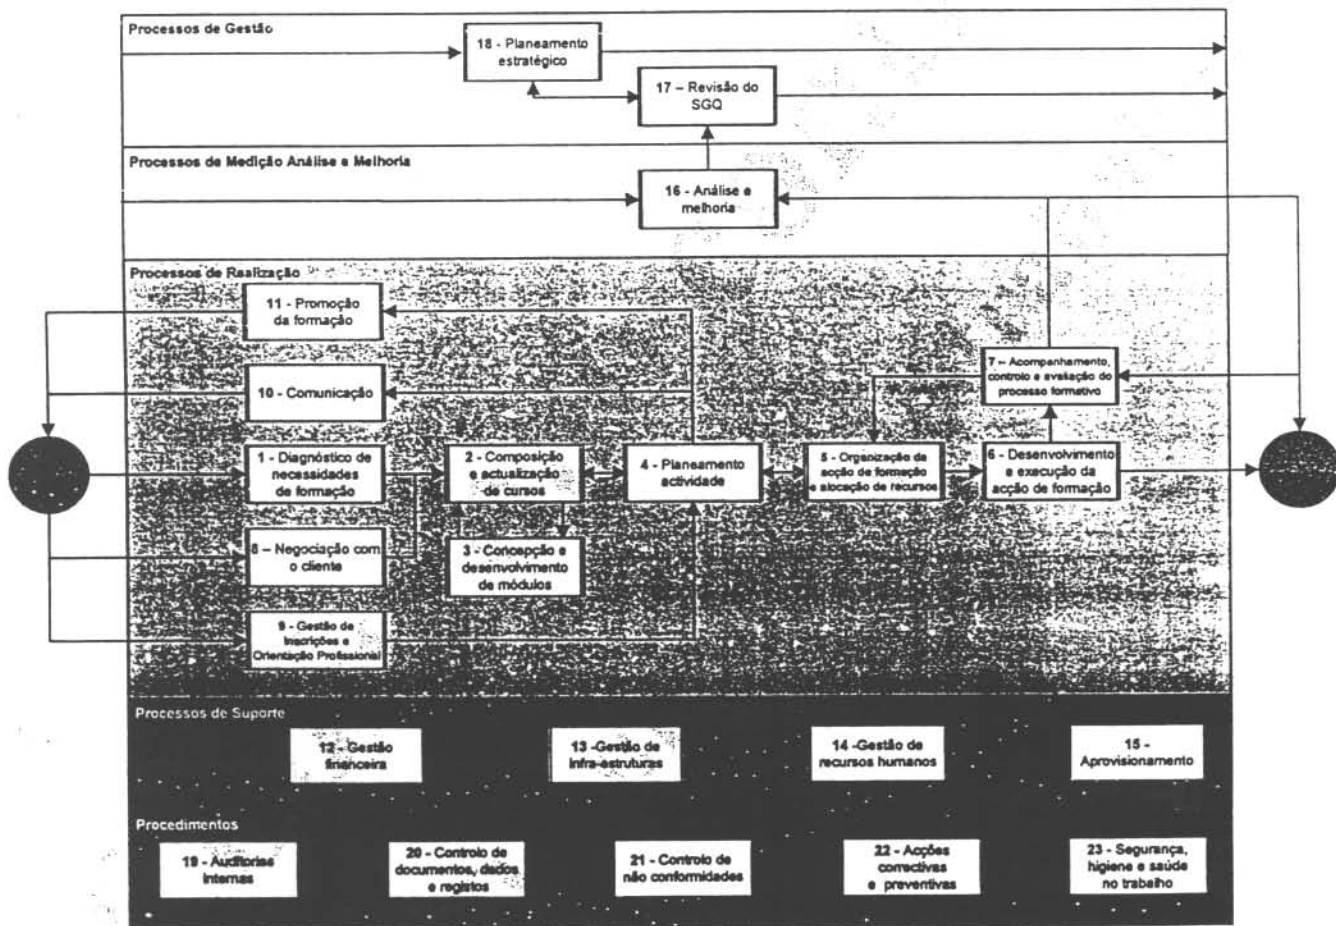 Processos de Gestão
18 - Planeamento
estratégico
17 – Revisão do
SGQ
Processos de Medição Análise e Melhoria
16 - Análise e
melhoria
Processos de Realização
11 - Promoção
da formação
10 - Comunicação
7 – Acompanhamento,
controlo e avaliação do
processo formativo
1 - Diagnóstico de
necessidades
de formação
2 - Composição
e actualização
de cursos
4 - Planeamento
actividade
5 - Organização da
acção de formação
e alocação de recursos
6 - Desenvolvimento
e execução da
acção de formação
8 – Negociação com
o cliente
3 - Concepção e
desenvolvimento
de módulos
9 - Gestão de
Inscrições e
Orientação Profissional
Processos de Suporte
12 - Gestão
financeira
13 -Gestão de
infra-estruturas
14 -Gestão de
recursos humanos
15 -
Aprovisionamento
Procedimentos
19 - Auditorias
Internas
20 - Controlo de
documentos, dados
e registos
21 - Controlo de
não conformidades
22 - Acções
correctivas
e preventivas
23 - Segurança,
higiene e saúde
no trabalho